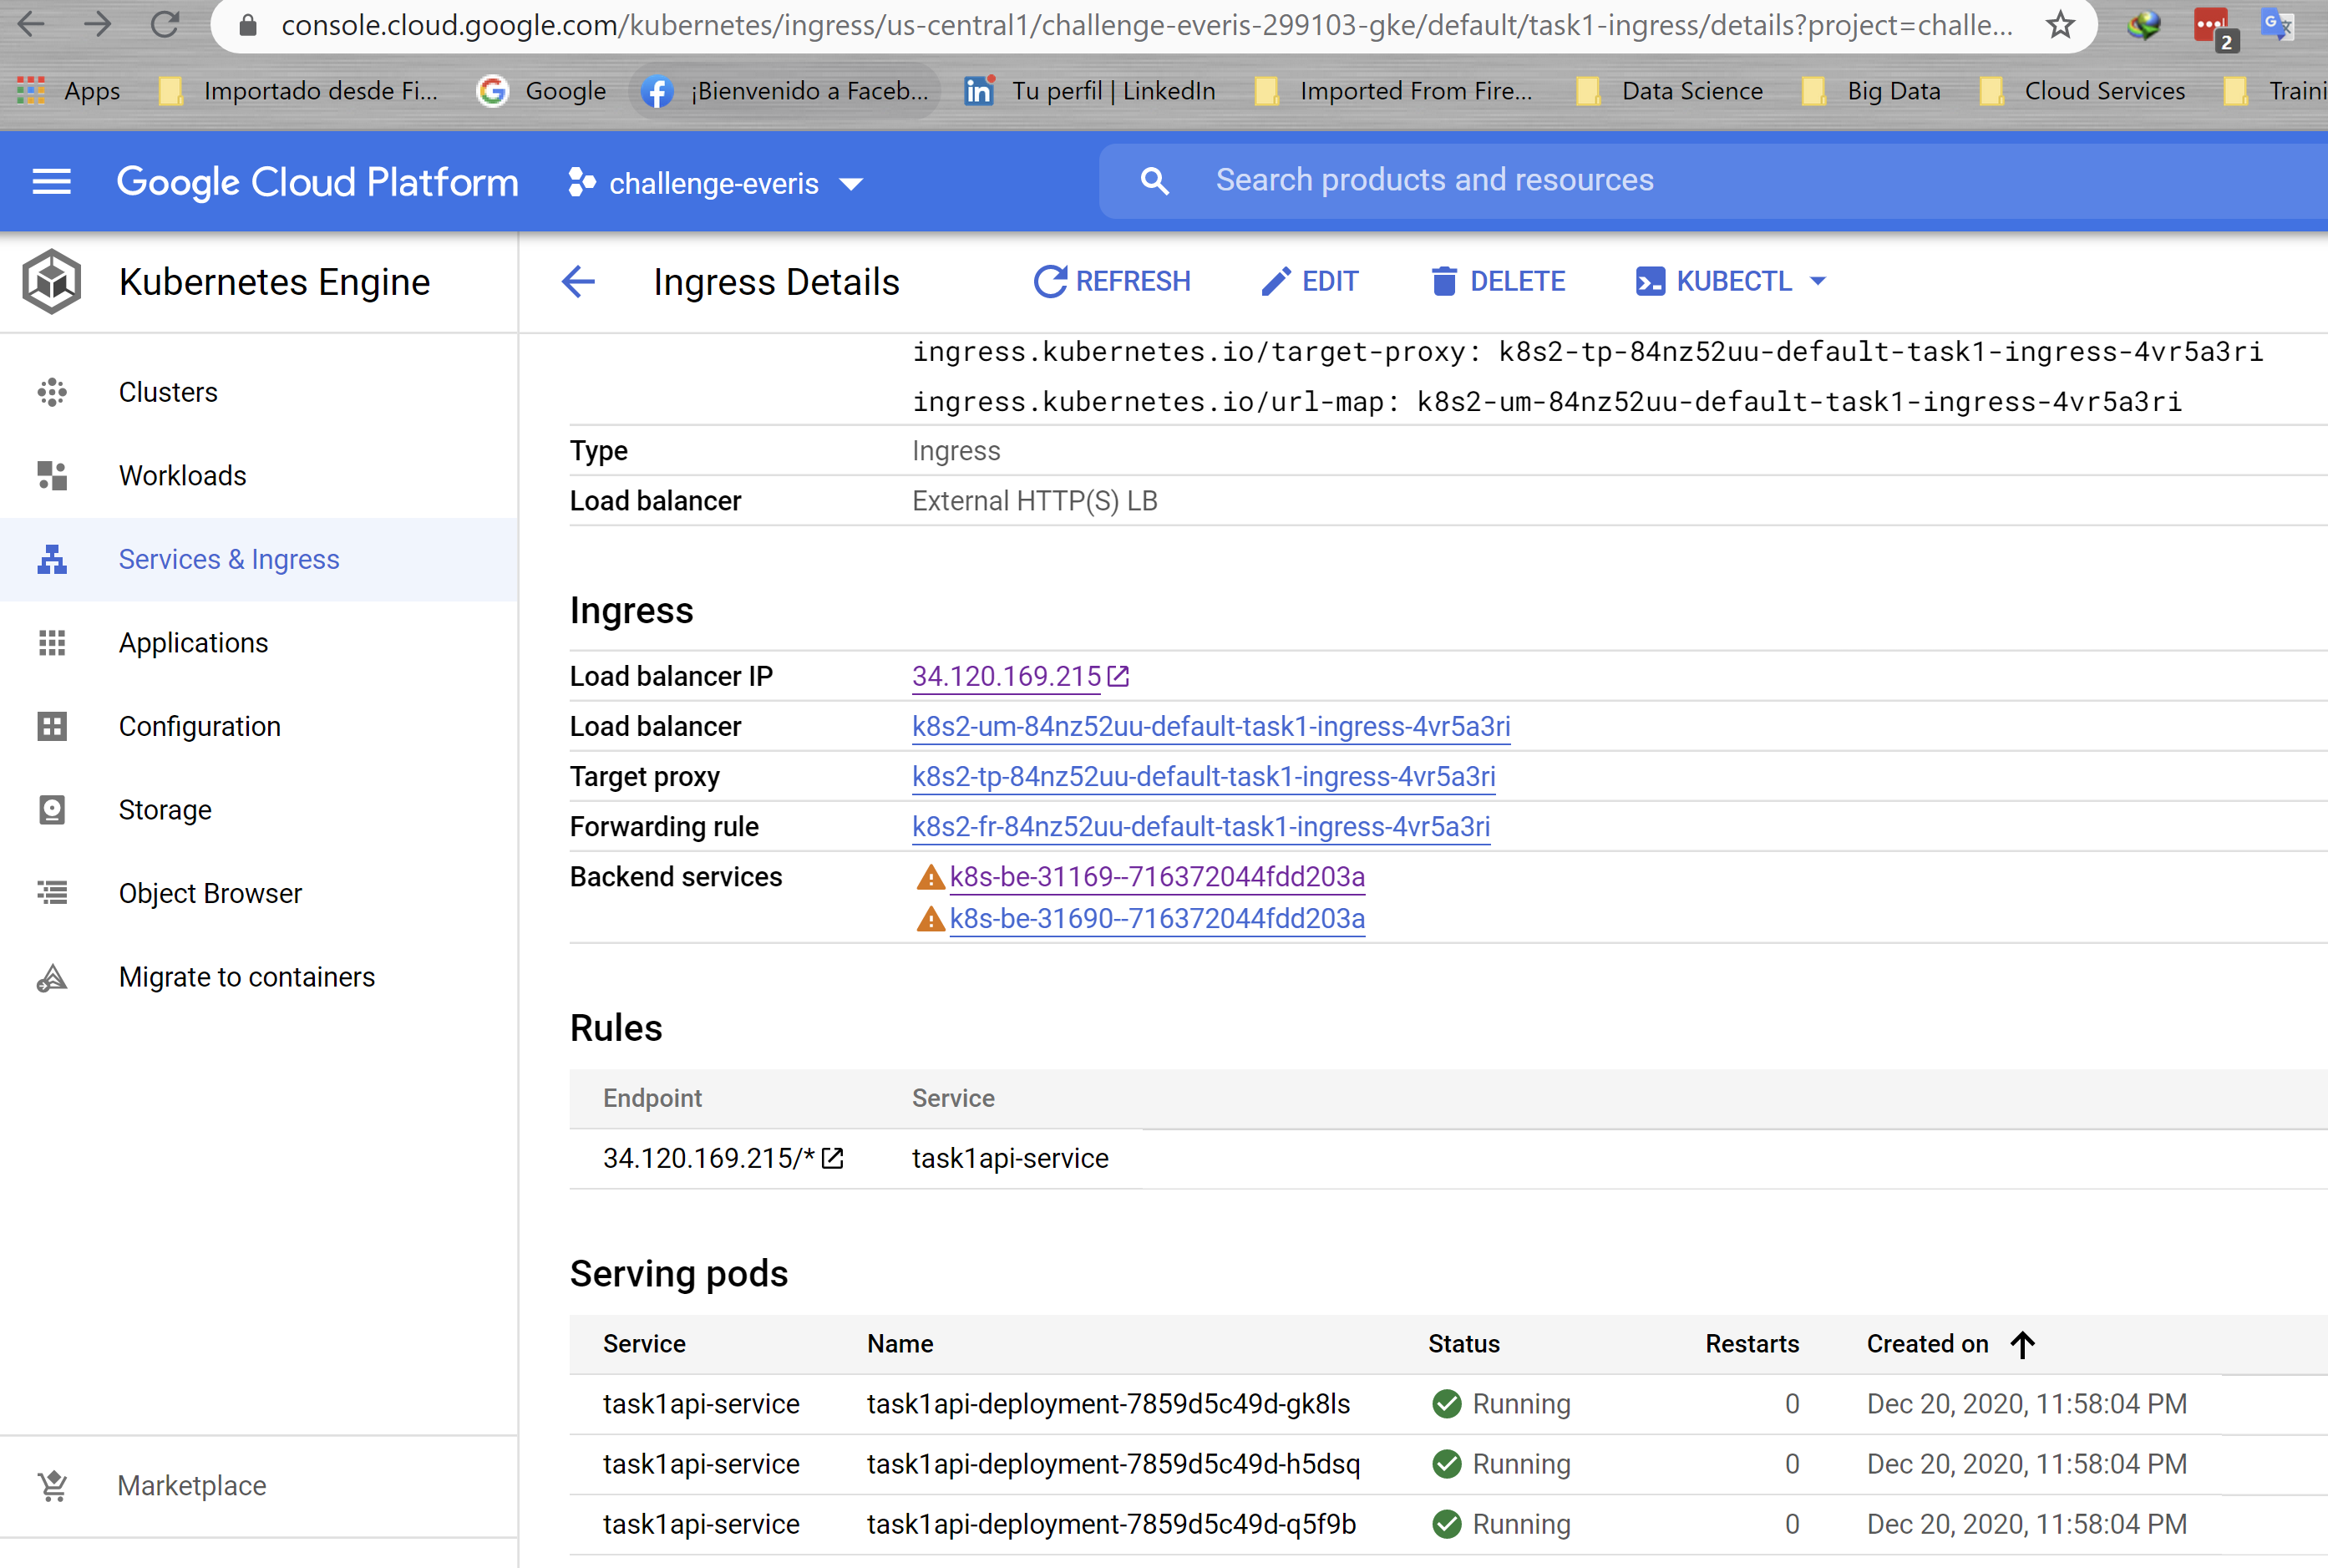 console.cloud.google.com/kubernetes/ingress/us-central1/challenge-everis-299103-gke/default/task1-ingress/details?project=challe...
2
Apps Importado desde Fi... Google ¡Bienvenido a Faceb... Tu perfil | LinkedIn Imported From Fire... Data Science Big Data Cloud Services Traini
Google Cloud Platform challenge-everis Search products and resources
Kubernetes Engine
Clusters
Workloads
Services & Ingress
Applications
Configuration
Storage
Object Browser
Migrate to containers
Marketplace
Ingress Details REFRESH EDIT DELETE KUBECTL
ingress.kubernetes.io/target-proxy: k8s2-tp-84nz52uu-default-task1-ingress-4vr5a3ri
ingress.kubernetes.io/url-map: k8s2-um-84nz52uu-default-task1-ingress-4vr5a3ri
Type Ingress
Load balancer External HTTP(S) LB
Ingress
Load balancer IP 34.120.169.215
Load balancer k8s2-um-84nz52uu-default-task1-ingress-4vr5a3ri
Target proxy k8s2-tp-84nz52uu-default-task1-ingress-4vr5a3ri
Forwarding rule k8s2-fr-84nz52uu-default-task1-ingress-4vr5a3ri
Backend services k8s-be-31169--716372044fdd203a
k8s-be-31690--716372044fdd203a
Rules
Endpoint Service
34.120.169.215/* task1api-service
Serving pods
Service Name Status Restarts Created on
task1api-service task1api-deployment-7859d5c49d-gk8ls Running 0 Dec 20, 2020, 11:58:04 PM
task1api-service task1api-deployment-7859d5c49d-h5dsq Running 0 Dec 20, 2020, 11:58:04 PM
task1api-service task1api-deployment-7859d5c49d-q5f9b Running 0 Dec 20, 2020, 11:58:04 PM